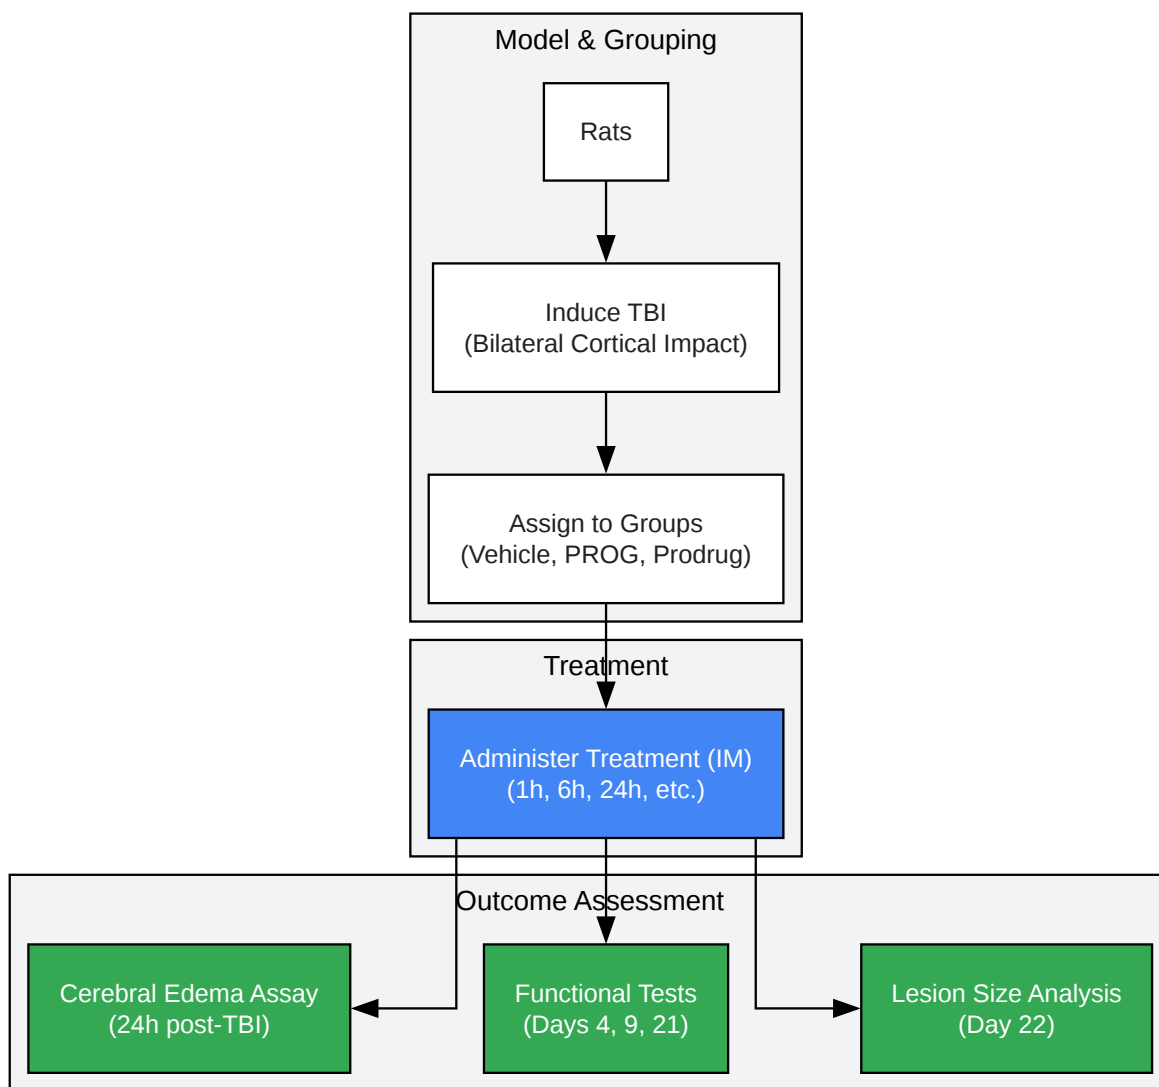 Model & Grouping
Rats
Induce TBI
(Bilateral Cortical Impact)
Assign to Groups
(Vehicle, PROG, Prodrug)
Treatment
Administer Treatment (IM)
(1h, 6h, 24h, etc.)
Outcome Assessment
Cerebral Edema Assay
(24h post-TBI)
Functional Tests
(Days 4, 9, 21)
Lesion Size Analysis
(Day 22)